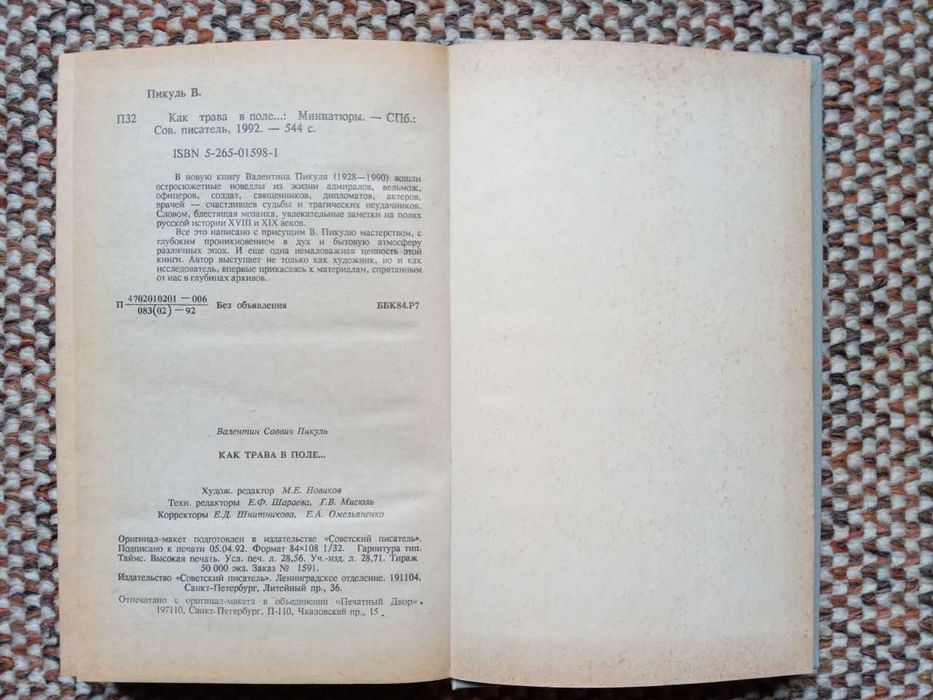 Пикуль В.
П32 Как трава в поле...: Миниатюры. — СПб.:
Сов. писатель, 1992. — 544 с.
ISBN 5-265-01598-1
В новую книгу Валентина Пикуля (1928—1990) вошли
остросюжетные новеллы из жизни адмиралов, вельмож,
офицеров, солдат, священников, дипломатов, актеров,
врачей — счастливцев судьбы и трагических неудачников.
Словом, блестящая мозаика, увлекательные заметки на полях
русской истории XVIII и XIX веков.
Все это написано с присущим В. Пикулю мастерством, с
глубоким проникновением в дух и бытовую атмосферу
различных эпох. И еще одна немаловажная ценность этой
книги. Автор выступает не только как художник, но и как
исследователь, впервые прикасаясь к материалам, спрятанным
от нас в глубинах архивов.
П 4702010201 —006
083(02) —92 Без объявления ББК84.Р7
Валентин Саввич Пикуль
КАК ТРАВА В ПОЛЕ...
Худож. редактор М.Е. Новиков
Техн. редакторы Е.Ф. Шараева, Г.В. Мисюль
Корректоры Е.Д. Шнитникова, Е.А. Омельяненко
Оригинал-макет подготовлен в издательстве «Советский писатель».
Подписано к печати 05.04.92. Формат 84×108 1/32. Гарнитура тип.
Таймс. Высокая печать. Усл. печ. л. 28,56. Уч.-изд. л. 28,71. Тираж
50 000 экз. Заказ № 1591.
Издательство «Советский писатель». Ленинградское отделение. 191104,
Санкт-Петербург, Литейный пр., 36.
Отпечатано с оригинал-макета в объединении «Печатный Двор».
197110, Санкт-Петербург, П-110, Чкаловский пр., 15.